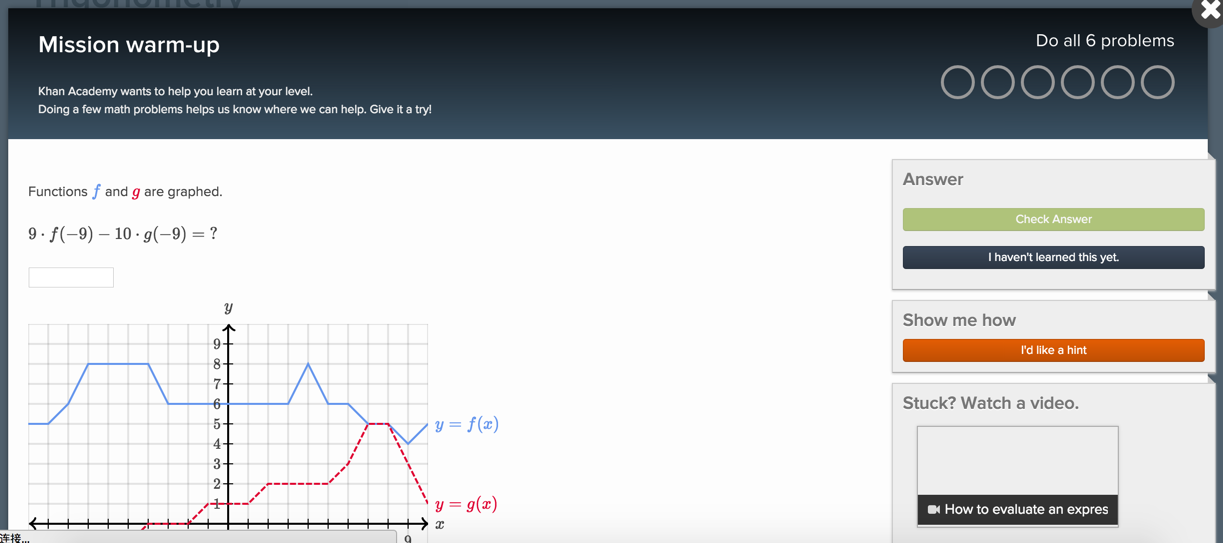 Trigonometry
Mission warm-up
Do all 6 problems
Khan Academy wants to help you learn at your level.
Doing a few math problems helps us know where we can help. Give it a try!
Functions f and g are graphed.
9 · f(−9) − 10 · g(−9) = ?
y
9
8
7
6
5
4
3
2
1
y = f(x)
y = g(x)
x
9
连接...
Answer
Check Answer
I haven't learned this yet.
Show me how
I'd like a hint
Stuck? Watch a video.
How to evaluate an expres